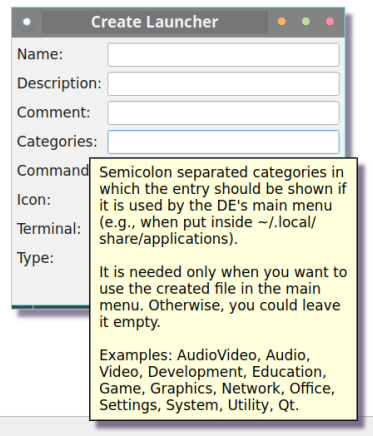 Create Launcher
Name:
Description:
Comment:
Categories:
Command
Icon:
Terminal:
Type:
Semicolon separated categories in
which the entry should be shown if
it is used by the DE's main menu
(e.g., when put inside ~/.local/
share/applications).
It is needed only when you want to
use the created file in the main
menu. Otherwise, you could leave
it empty.
Examples: AudioVideo, Audio,
Video, Development, Education,
Game, Graphics, Network, Office,
Settings, System, Utility, Qt.